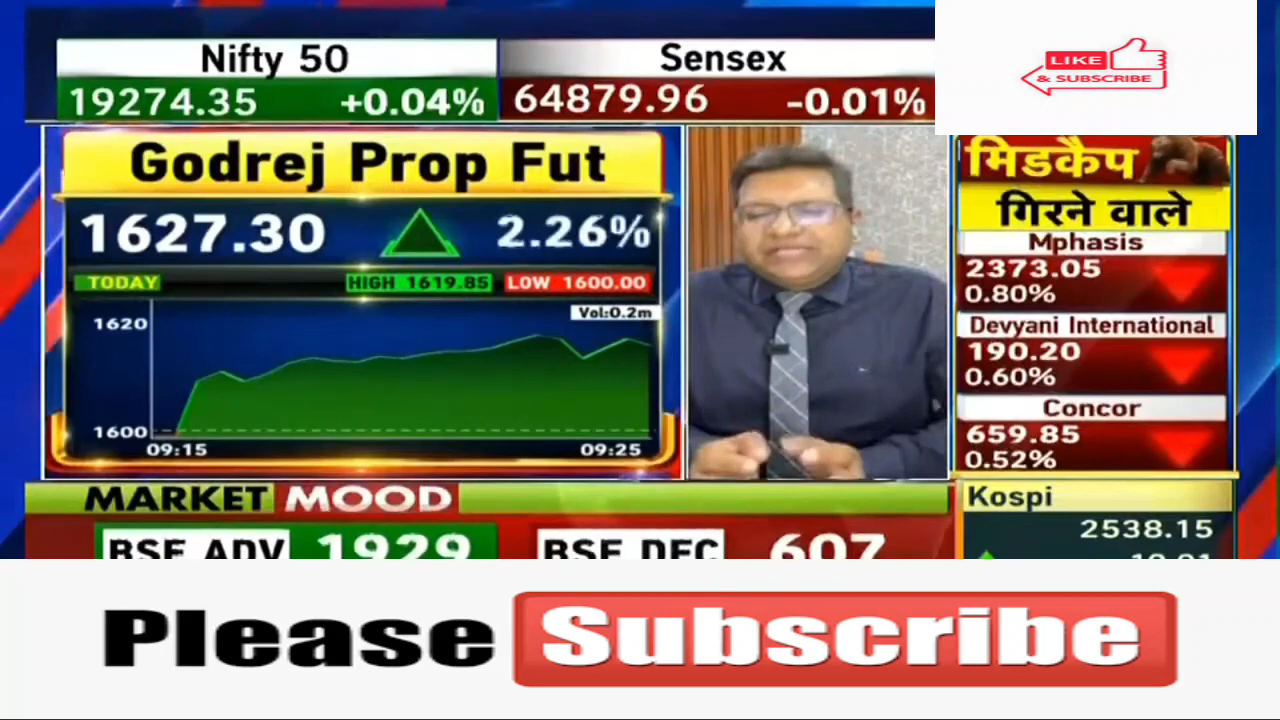 Nifty 50
19274.35 +0.04%
Sensex
64879.96 -0.01%
LIKE
& SUBSCRIBE
Godrej Prop Fut
1627.30 2.26%
TODAY HIGH 1619.85 LOW 1600.00
Vol:0.2m
1620
1600
09:15 09:25
मिडकैप
गिरने वाले
Mphasis
2373.05
0.80%
Devyani International
190.20
0.60%
Concor
659.85
0.52%
MARKET MOOD
BSE ADV 1929 BSE DEC 607
Kospi
2538.15
Please Subscribe